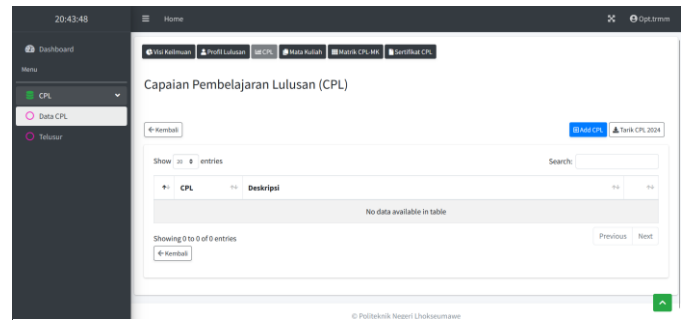 20:43:48
Home
Opt.trmm
Dashboard
Menu
CPL
Data CPL
Telusur
Visi Keilmuan Profil Lulusan CPL Mata Kuliah Matrik CPL-MK Sertifikat CPL
Capaian Pembelajaran Lulusan (CPL)
Kembali
Add CPL Tarik CPL 2024
Show 25 entries
Search:
CPL Deskripsi
No data available in table
Showing 0 to 0 of 0 entries
Previous Next
Kembali
© Politeknik Negeri Lhokseumawe